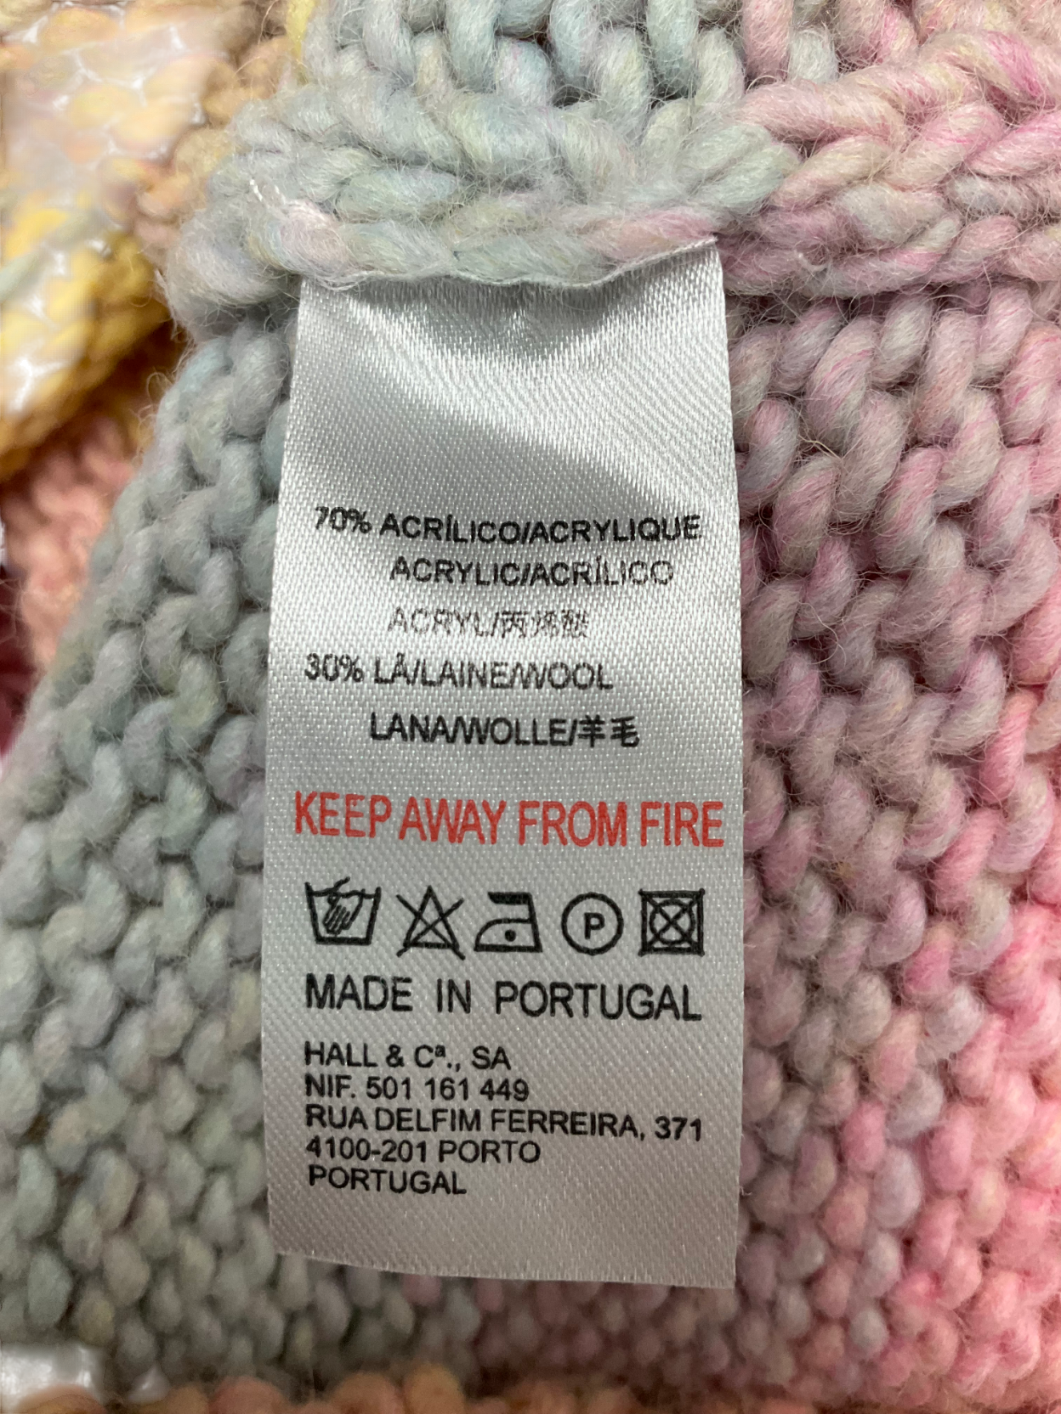 70% ACRÍLICO/ACRYLIQUE
ACRYLIC/ACRÍLICO
ACRYL/丙烯酸
30% LÃ/LAINE/WOOL
LANA/WOLLE/羊毛
KEEP AWAY FROM FIRE
P
MADE IN PORTUGAL
HALL & Cª., SA
NIF. 501 161 449
RUA DELFIM FERREIRA, 371
4100-201 PORTO
PORTUGAL